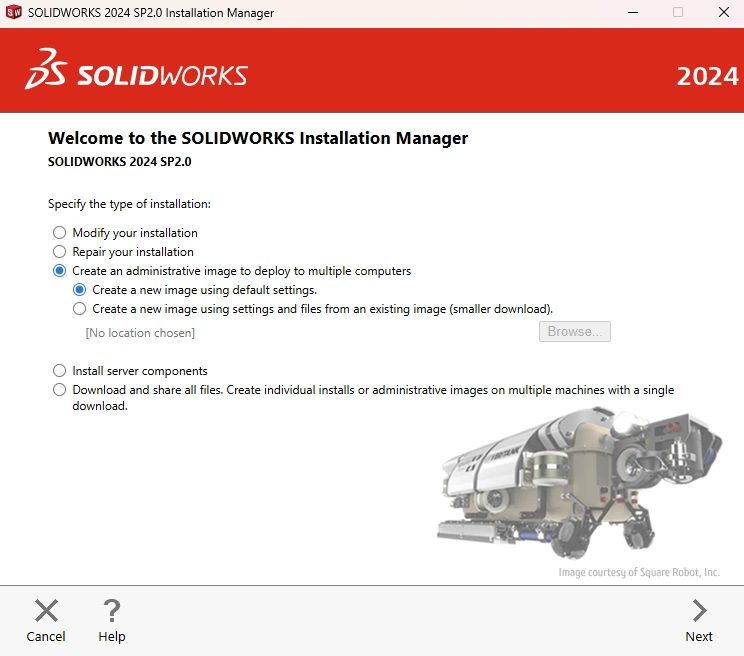 SOLIDWORKS 2024 SP2.0 Installation Manager
SOLIDWORKS
2024
Welcome to the SOLIDWORKS Installation Manager
SOLIDWORKS 2024 SP2.0
Specify the type of installation:
Modify your installation
Repair your installation
Create an administrative image to deploy to multiple computers
Create a new image using default settings.
Create a new image using settings and files from an existing image (smaller download).
[No location chosen]
Browse...
Install server components
Download and share all files. Create individual installs or administrative images on multiple machines with a single
download.
Image courtesy of Square Robot, Inc.
Cancel
Help
Next